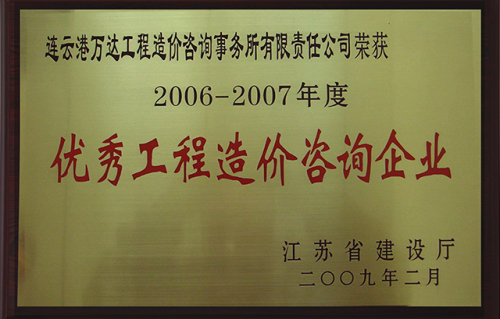 连云港万达工程造价咨询事务所有限责任公司荣获
2006-2007年度
优秀工程造价咨询企业
江苏省建设厅
二〇〇九年二月